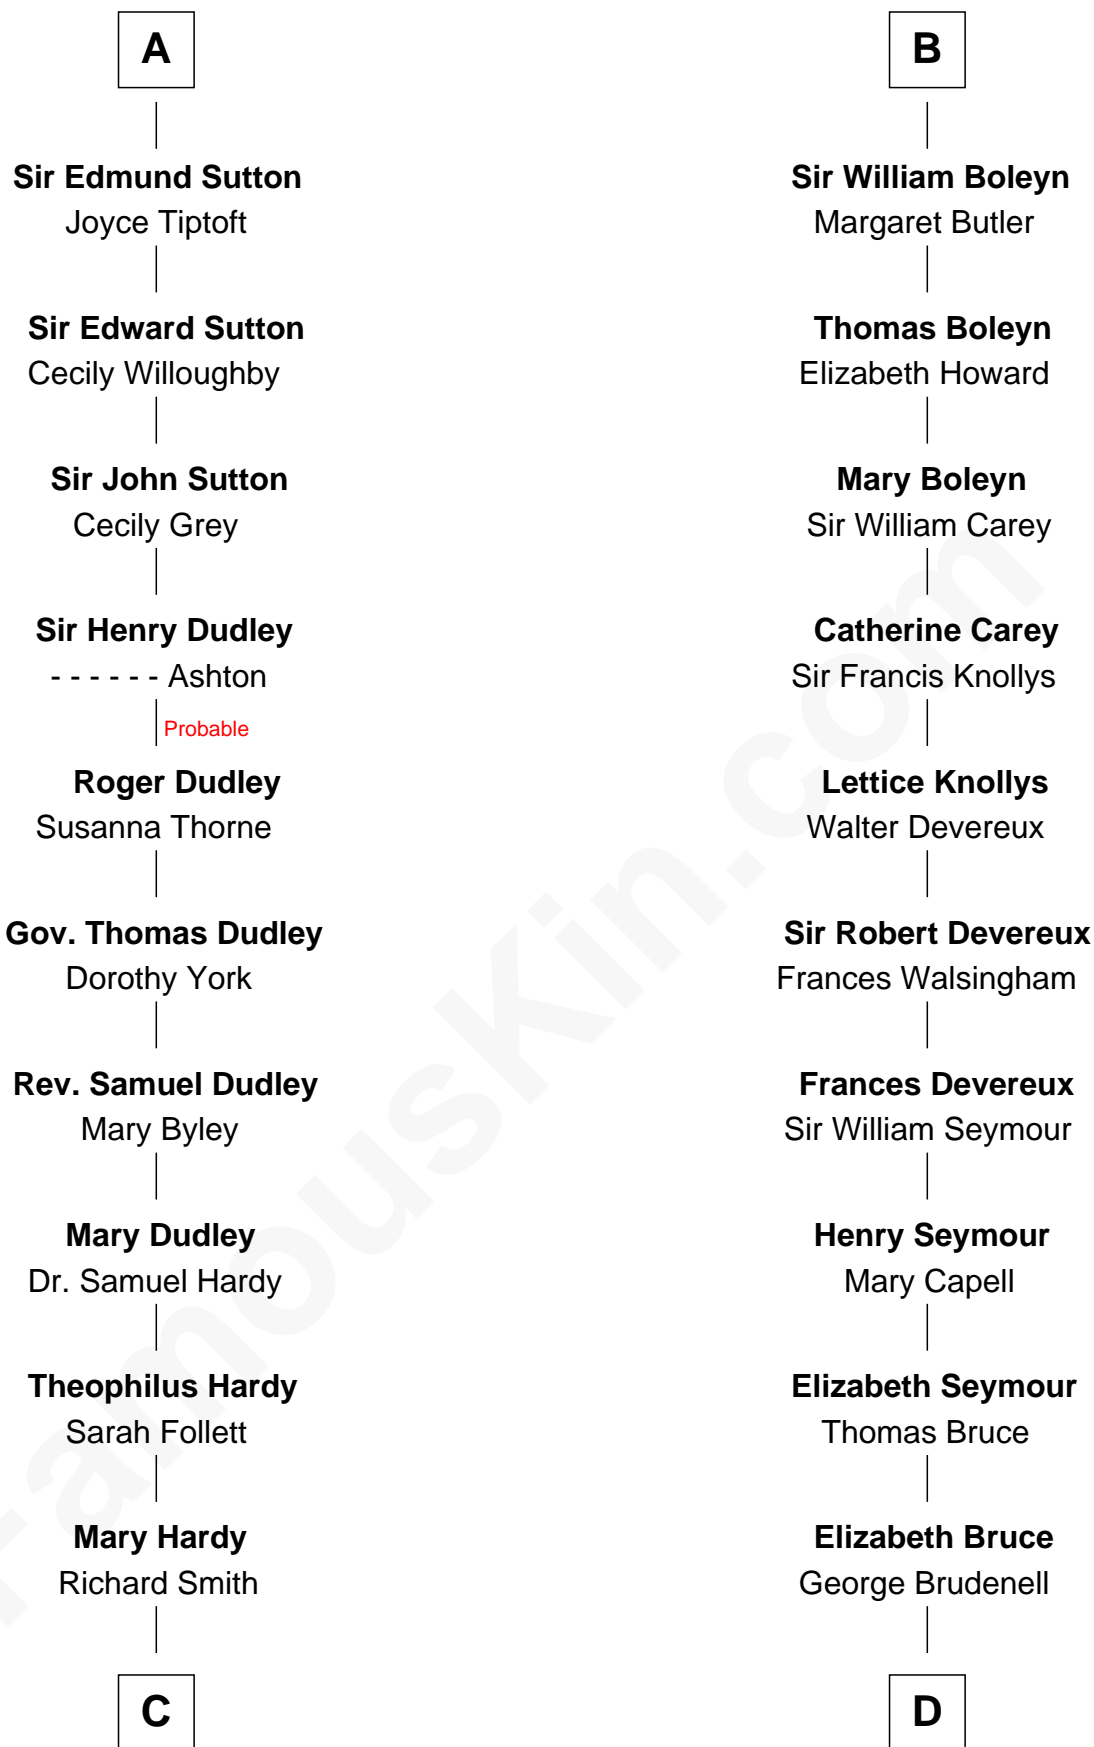 A
Sir Edmund Sutton
Joyce Tiptoft
Sir Edward Sutton
Cecily Willoughby
Sir John Sutton
Cecily Grey
Sir Henry Dudley
- - - - - - Ashton
Probable
Roger Dudley
Susanna Thorne
Gov. Thomas Dudley
Dorothy York
Rev. Samuel Dudley
Mary Byley
Mary Dudley
Dr. Samuel Hardy
Theophilus Hardy
Sarah Follett
Mary Hardy
Richard Smith
C
B
Sir William Boleyn
Margaret Butler
Thomas Boleyn
Elizabeth Howard
Mary Boleyn
Sir William Carey
Catherine Carey
Sir Francis Knollys
Lettice Knollys
Walter Devereux
Sir Robert Devereux
Frances Walsingham
Frances Devereux
Sir William Seymour
Henry Seymour
Mary Capell
Elizabeth Seymour
Thomas Bruce
Elizabeth Bruce
George Brudenell
D
FamousKin.com